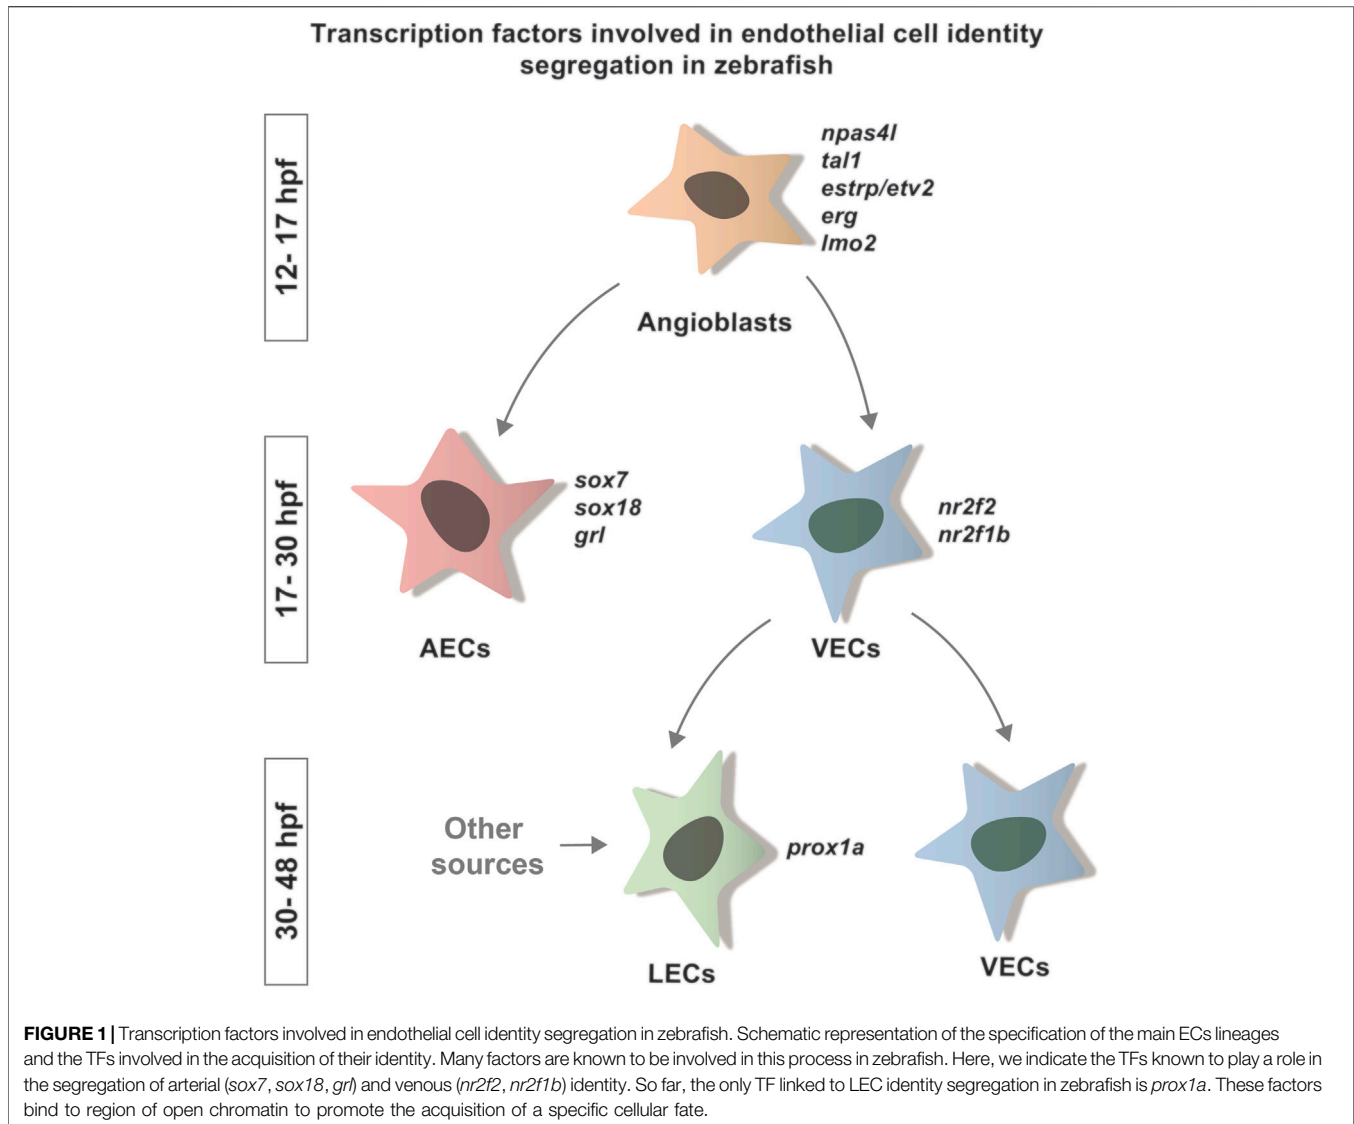 Transcription factors involved in endothelial cell identity
segregation in zebrafish
12- 17 hpf
npas4l
tal1
estrp/etv2
erg
lmo2
Angioblasts
17- 30 hpf
sox7
sox18
grl
nr2f2
nr2f1b
AECs
VECs
30- 48 hpf
Other
sources
prox1a
LECs
VECs
FIGURE 1 | Transcription factors involved in endothelial cell identity segregation in zebrafish. Schematic representation of the specification of the main ECs lineages
and the TFs involved in the acquisition of their identity. Many factors are known to be involved in this process in zebrafish. Here, we indicate the TFs known to play a role in
the segregation of arterial (sox7, sox18, grl) and venous (nr2f2, nr2f1b) identity. So far, the only TF linked to LEC identity segregation in zebrafish is prox1a. These factors
bind to region of open chromatin to promote the acquisition of a specific cellular fate.